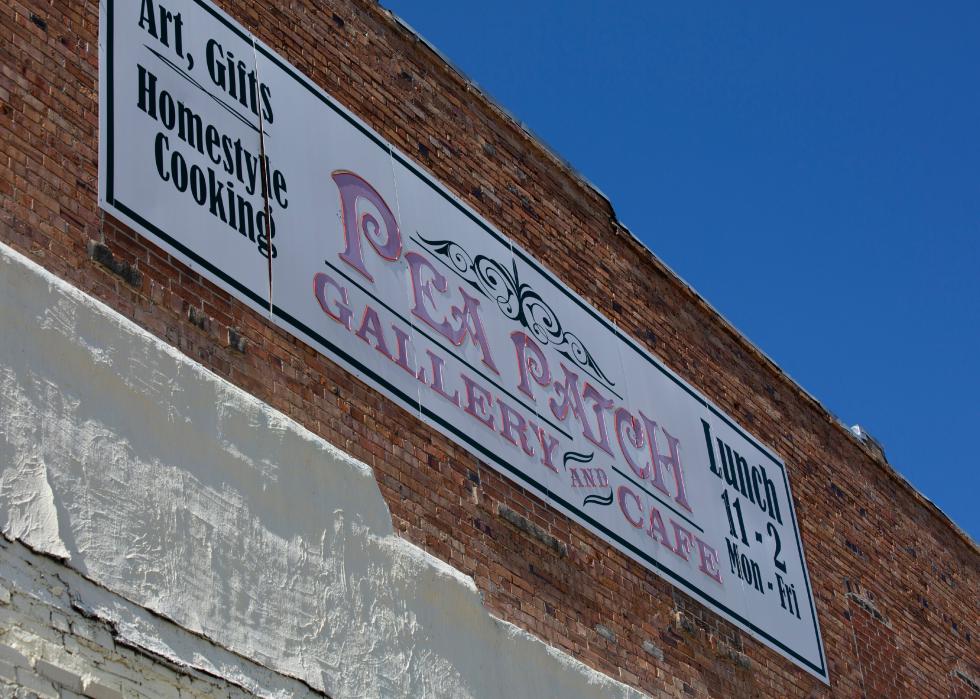 Art, Gifts
Homestyle
Cooking
PEA PATCH
GALLERY AND CAFE
Lunch
11 - 2
Mon - Fri